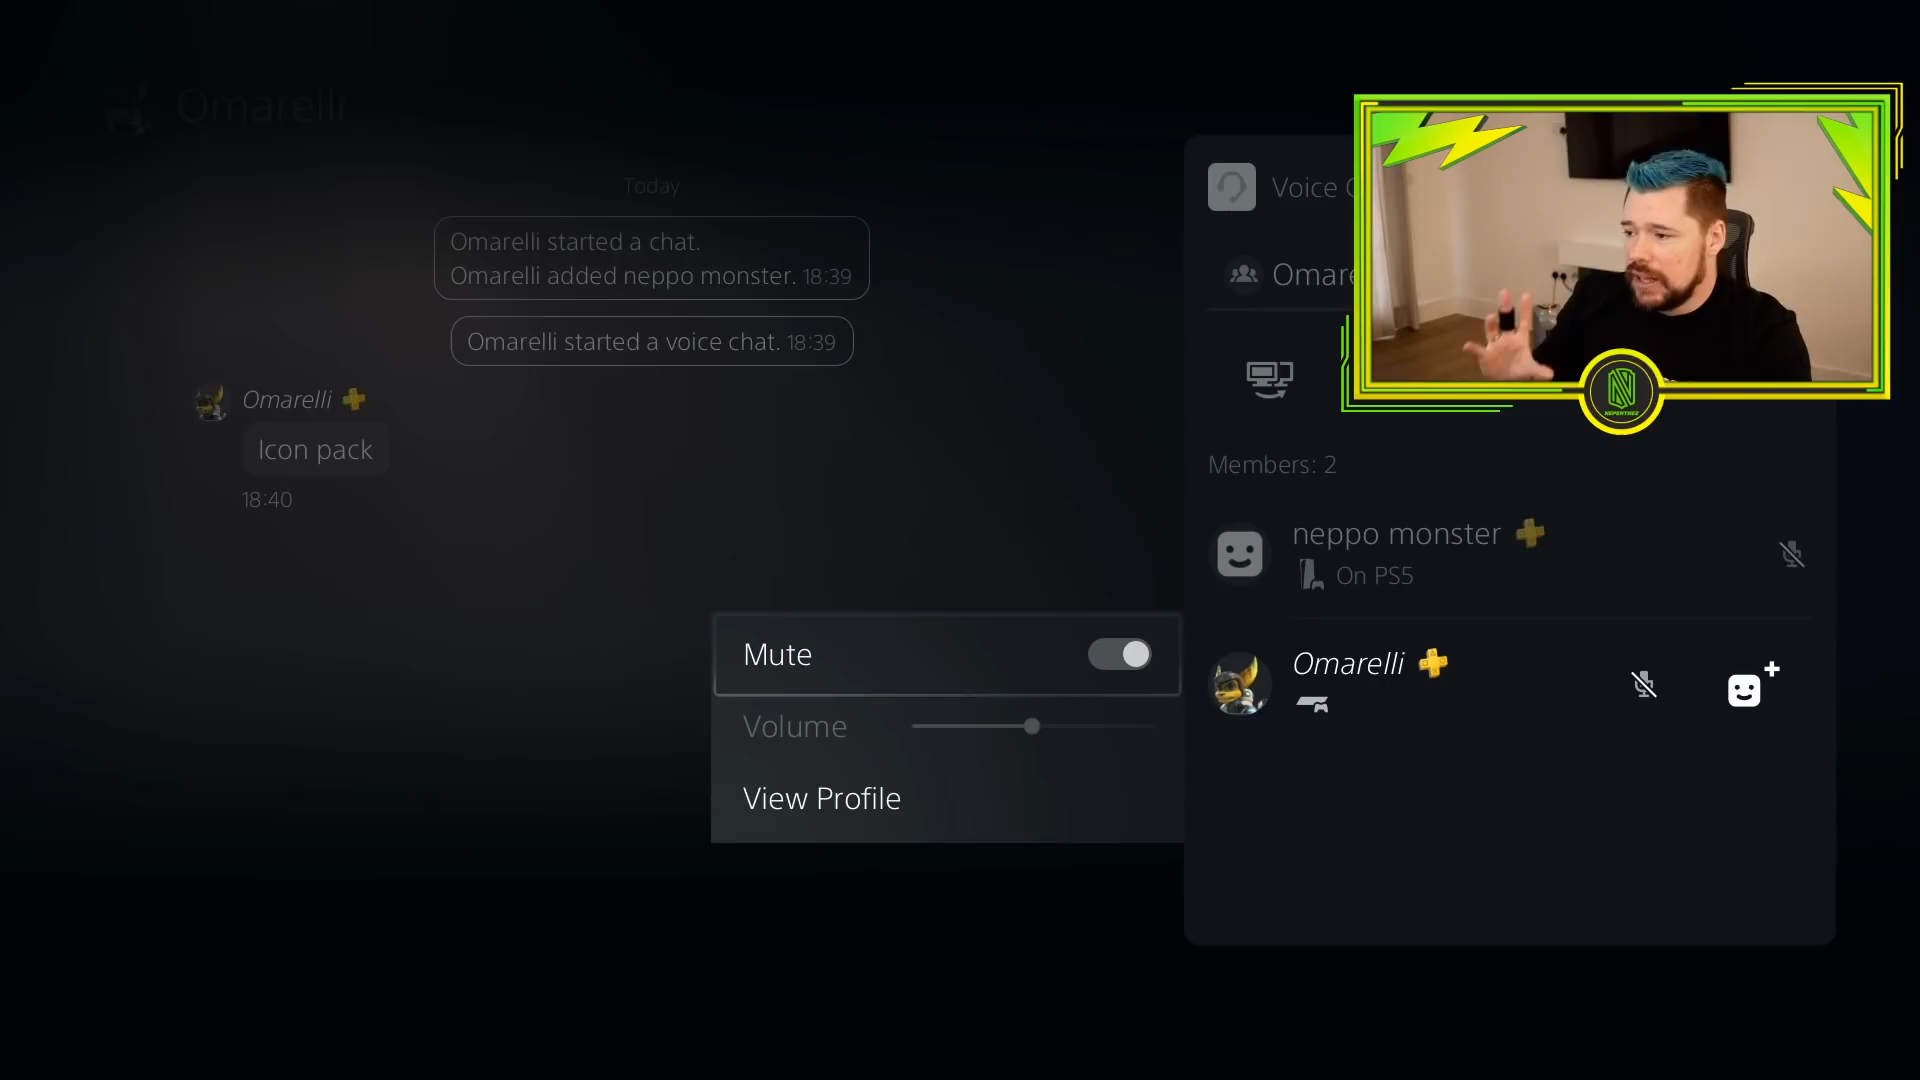 Omarelli
Today
Omarelli started a chat.
Omarelli added neppo monster. 18:39
Omarelli started a voice chat. 18:39
Omarelli
Icon pack
18:40
Voice
Omare
Members: 2
neppo monster
On PS5
Omarelli
Mute
Volume
View Profile
NEPENTHEZ